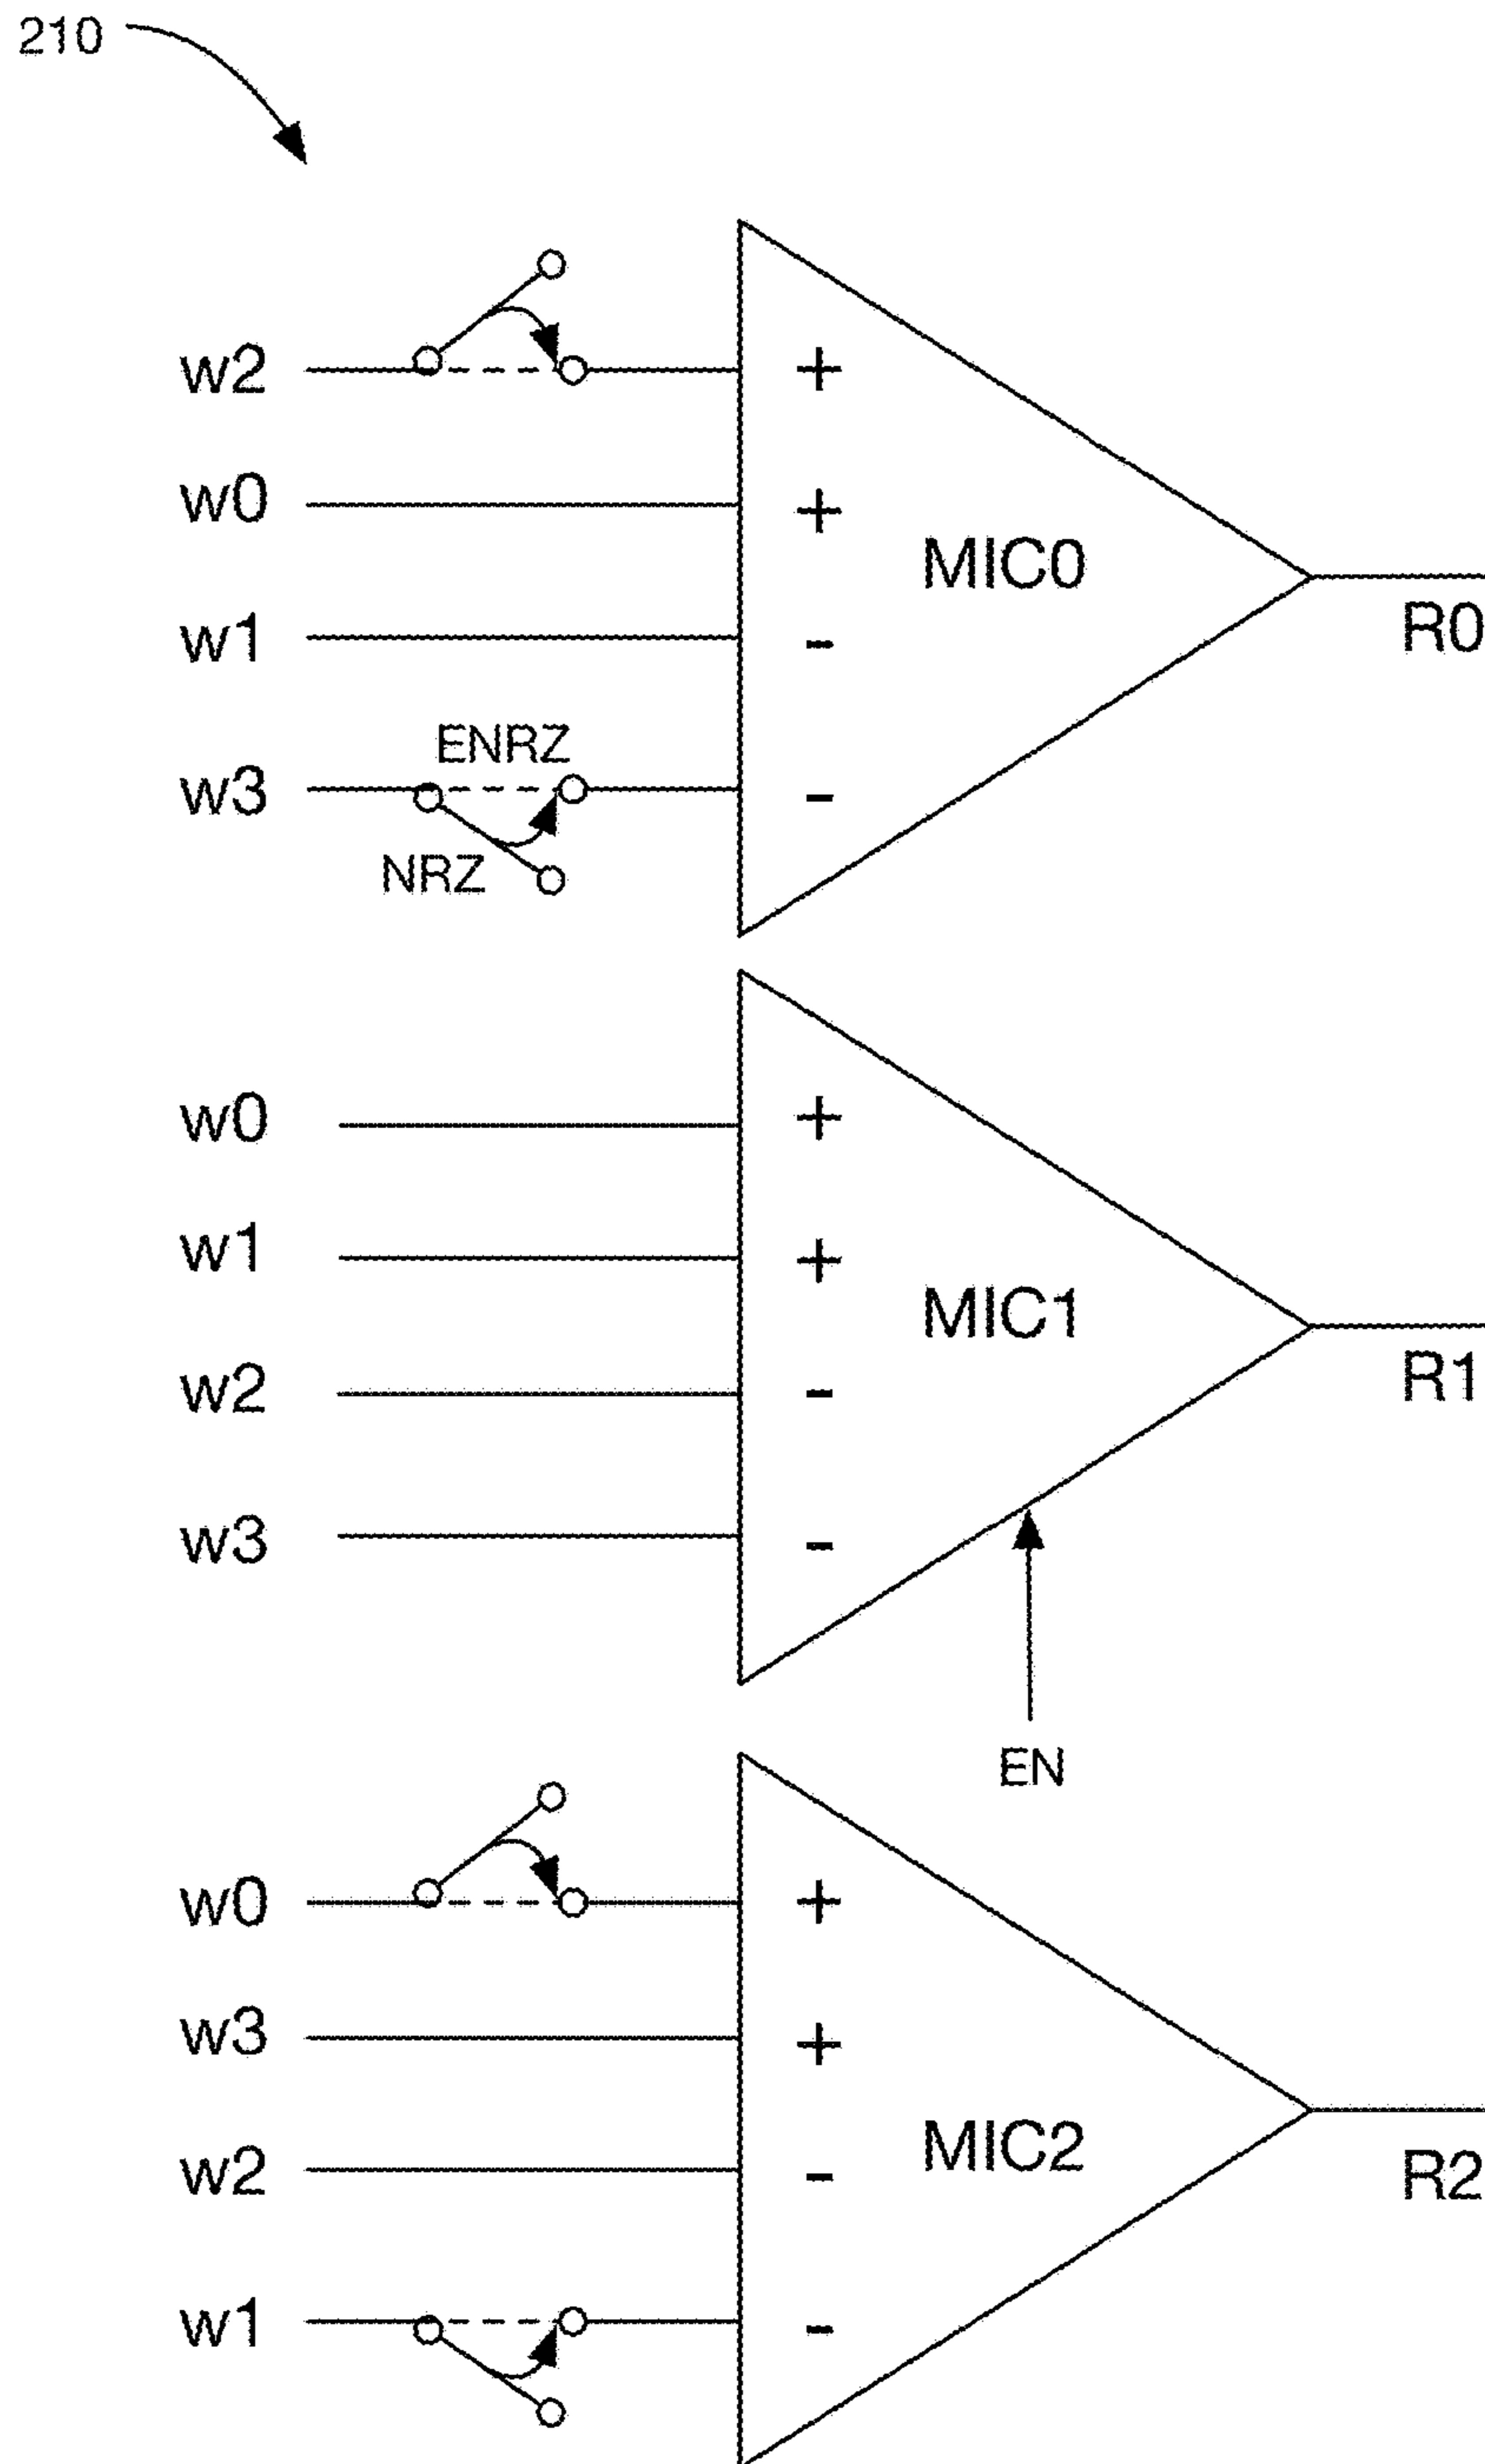 210
w2 +
w0 +
MIC0
w1 -
R0
ENRZ
w3 -
NRZ
w0 +
w1 +
MIC1
R1
w2 -
w3 -
EN
w0 +
w3 +
MIC2
w2 -
R2
w1 -